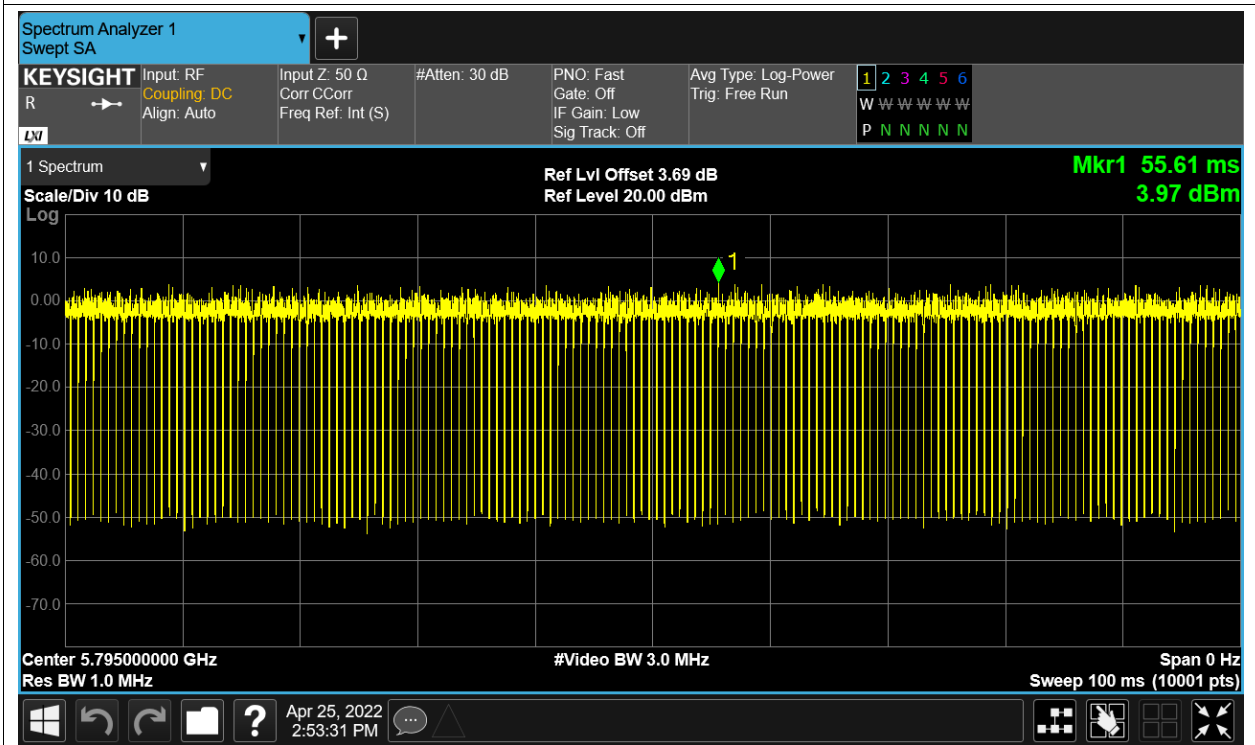 Spectrum Analyzer 1
Swept SA
+
KEYSIGHT Input: RF Input Z: 50 Ω #Atten: 30 dB PNO: Fast Avg Type: Log-Power 1 2 3 4 5 6
R Coupling: DC Corr CCorr Gate: Off Trig: Free Run W W W W W W
Align: Auto Freq Ref: Int (S) IF Gain: Low P N N N N N
LXI Sig Track: Off
1 Spectrum Ref Lvl Offset 3.69 dB Mkr1 55.61 ms
Scale/Div 10 dB Ref Level 20.00 dBm 3.97 dBm
Log
10.0 1
0.00
-10.0
-20.0
-30.0
-40.0
-50.0
-60.0
-70.0
Center 5.795000000 GHz #Video BW 3.0 MHz Span 0 Hz
Res BW 1.0 MHz Sweep 100 ms (10001 pts)
? Apr 25, 2022
2:53:31 PM